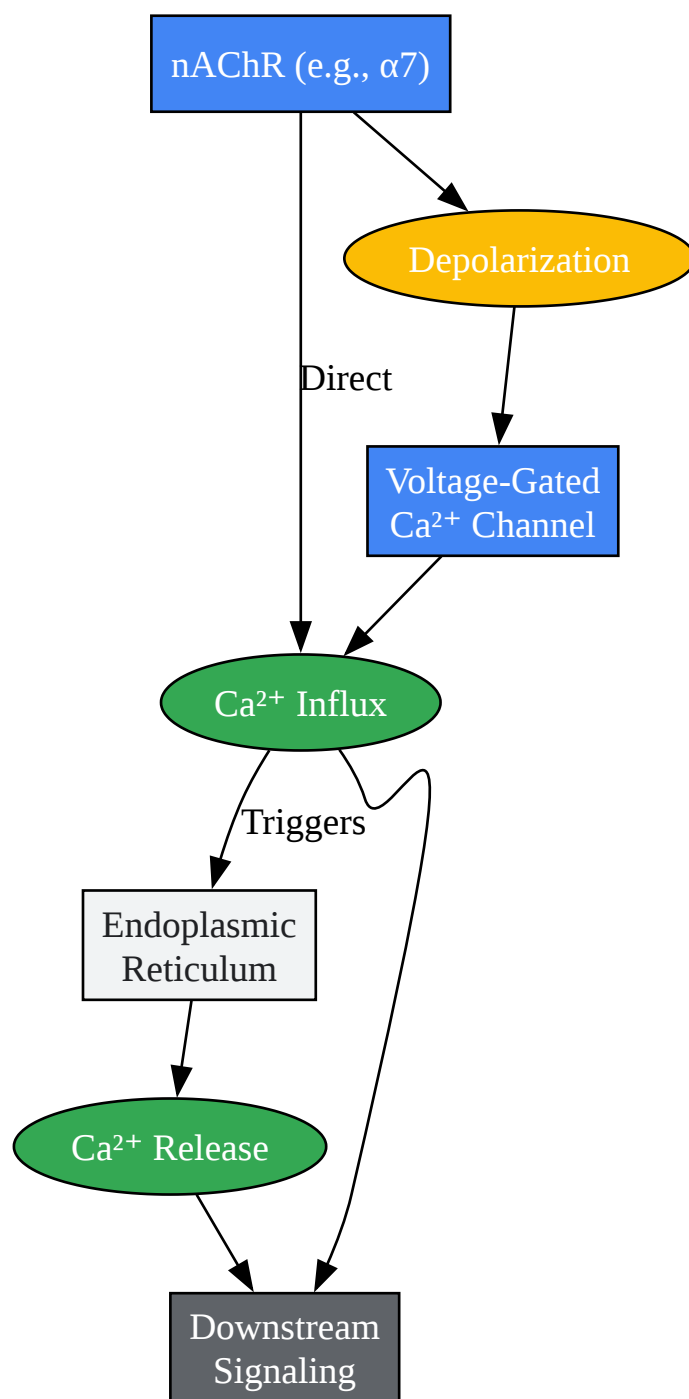 nAChR (e.g., α7)
Depolarization
Direct
Voltage-Gated
Ca²⁺ Channel
Ca²⁺ Influx
Triggers
Endoplasmic
Reticulum
Ca²⁺ Release
Downstream
Signaling